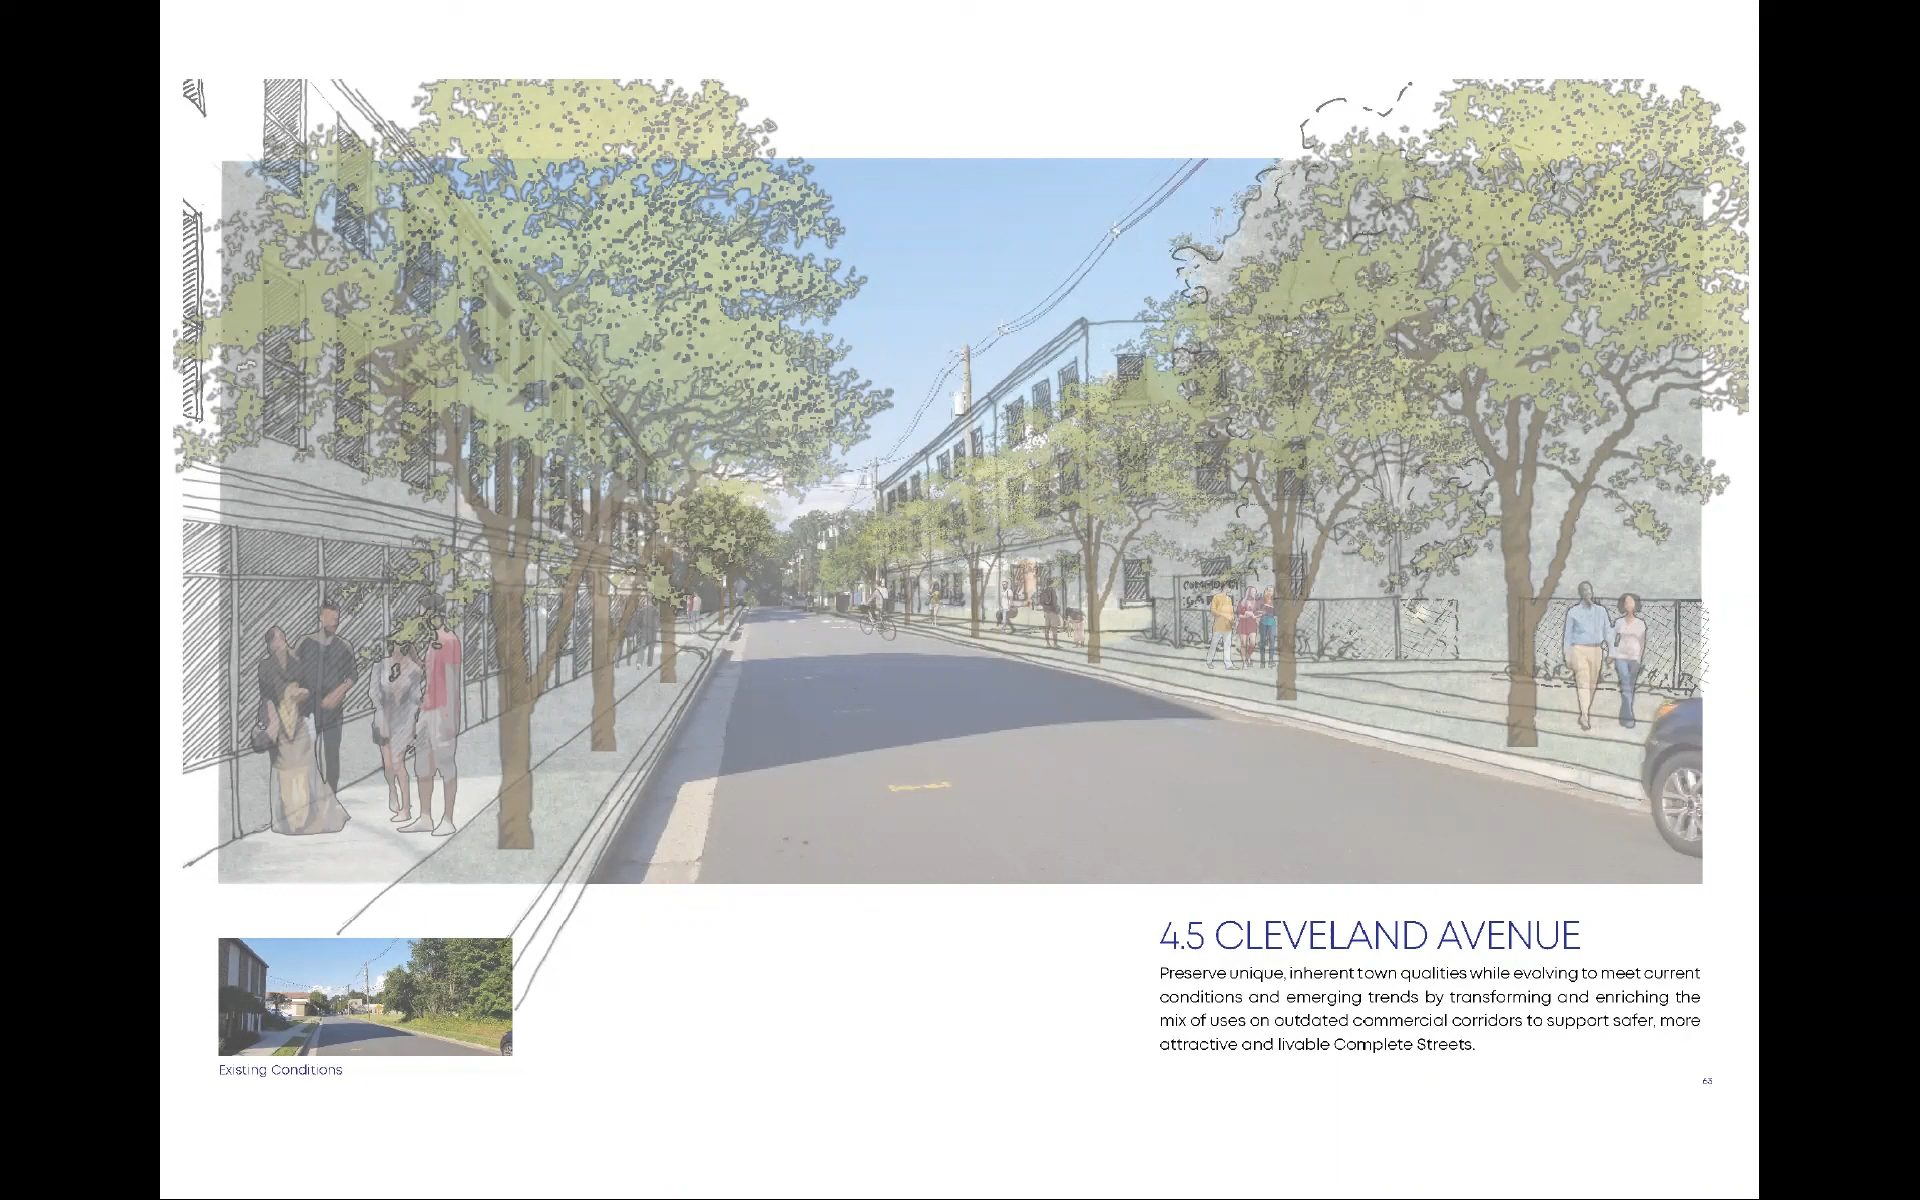 COMMUNITY
4.5 CLEVELAND AVENUE
Preserve unique, inherent town qualities while evolving to meet current
conditions and emerging trends by transforming and enriching the
mix of uses on outdated commercial corridors to support safer, more
attractive and livable Complete Streets.
Existing Conditions
63